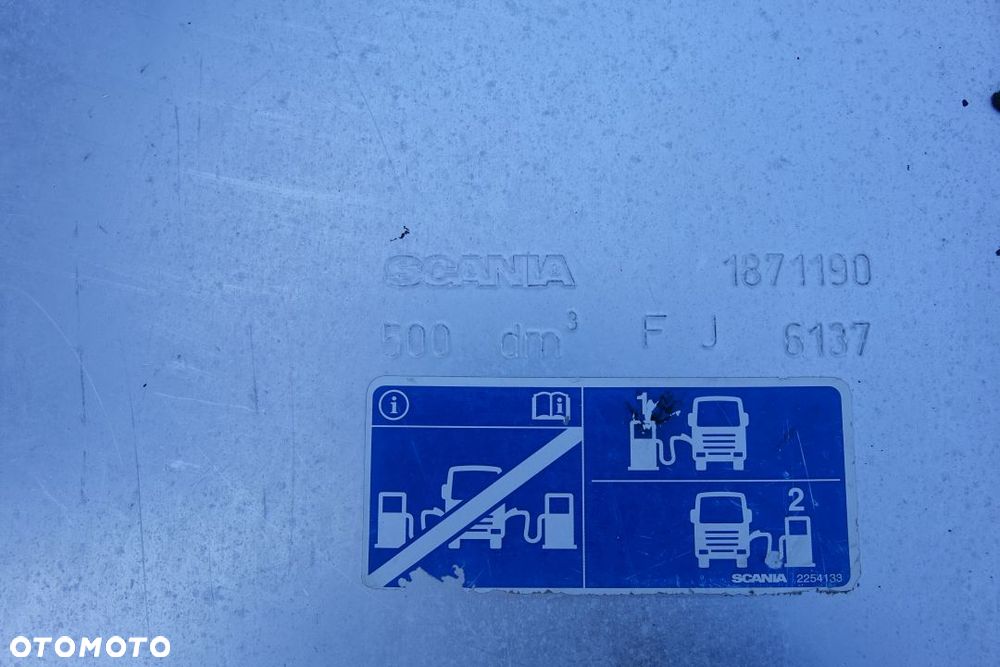 SCANIA 1871190
500 dm³ F J 6137
i i
1
2
SCANIA 2254133
OTOMOTO